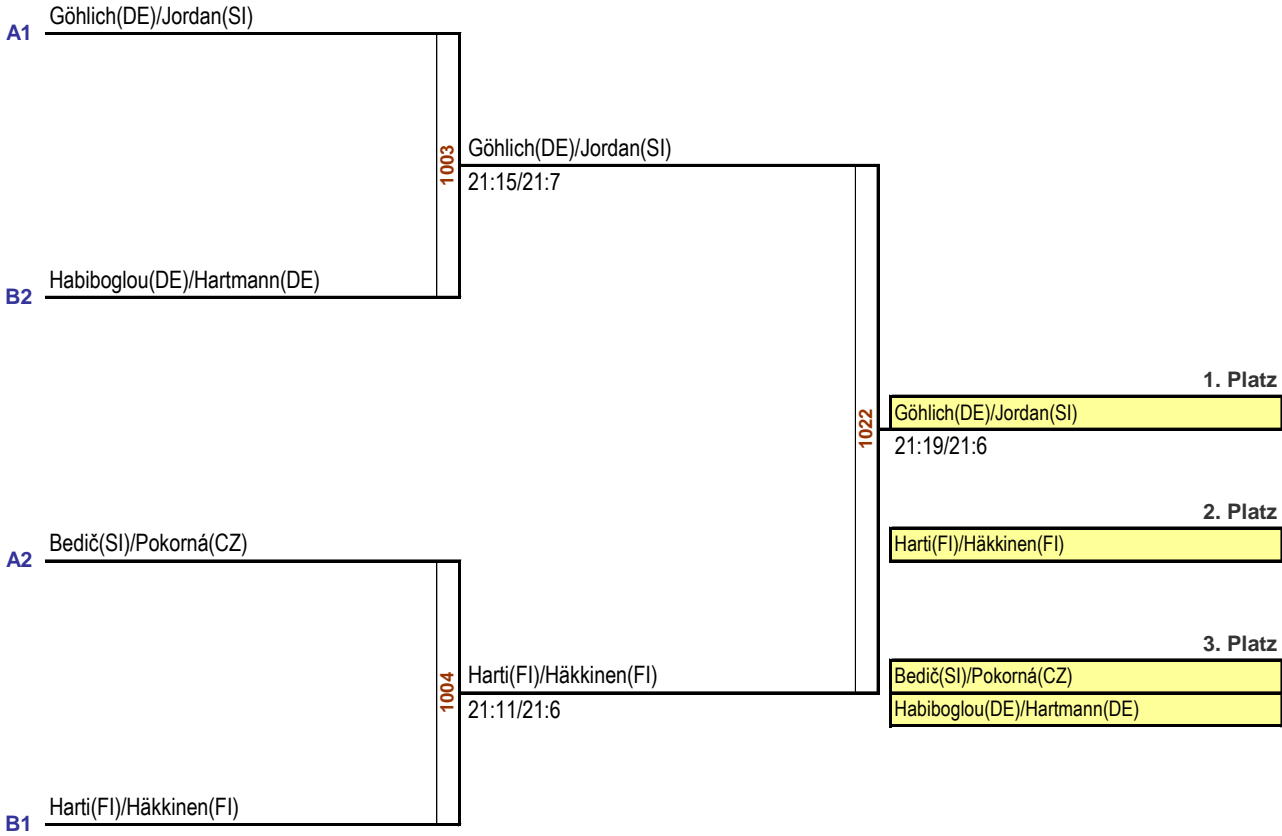 Göhlich(DE)/Jordan(SI)
A1
1003
Göhlich(DE)/Jordan(SI)
21:15/21:7
Habiboglou(DE)/Hartmann(DE)
B2
1. Platz
Göhlich(DE)/Jordan(SI)
1022
21:19/21:6
2. Platz
Harti(FI)/Häkkinen(FI)
Bedič(SI)/Pokorná(CZ)
A2
3. Platz
Bedič(SI)/Pokorná(CZ)
Habiboglou(DE)/Hartmann(DE)
1004
Harti(FI)/Häkkinen(FI)
21:11/21:6
Harti(FI)/Häkkinen(FI)
B1